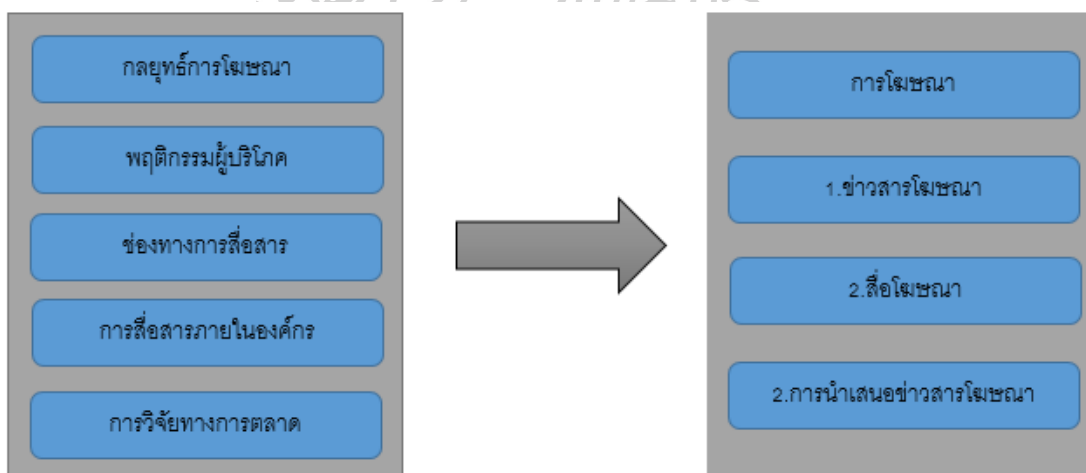 กลยุทธ์การโฆษณา
พฤติกรรมผู้บริโภค
ช่องทางการสื่อสาร
การสื่อสารภายในองค์กร
การวิจัยทางการตลาด
การโฆษณา
1.ข่าวสารโฆษณา
2.สื่อโฆษณา
2.การนำเสนอข่าวสารโฆษณา